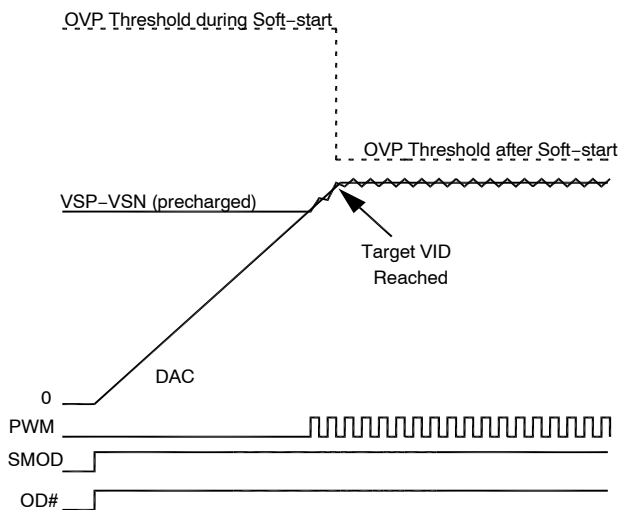 OVP Threshold during Soft−start
OVP Threshold after Soft−start
VSP−VSN (precharged)
Target VID
Reached
DAC
0
PWM
SMOD
OD#